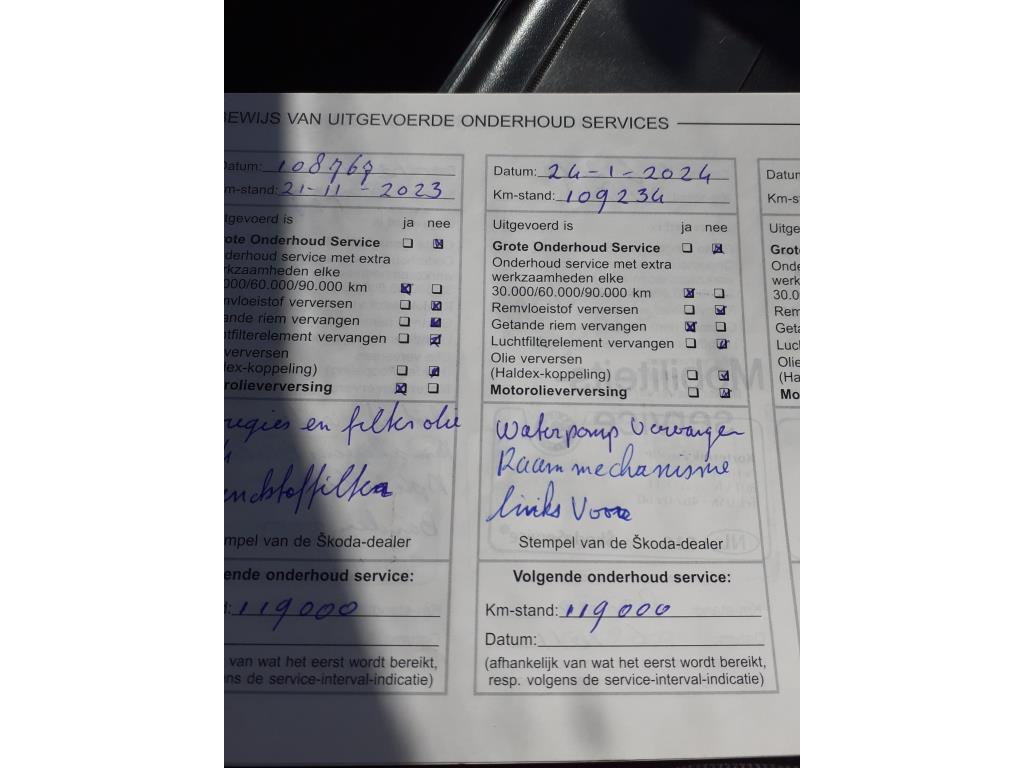 BEWIJS VAN UITGEVOERDE ONDERHOUD SERVICES
Datum: 108767
Km-stand: 21-11-2023
Uitgevoerd is ja nee
Grote Onderhoud Service
Onderhoud service met extra
werkzaamheden elke
30.000/60.000/90.000 km
Remvloeistof verversen
Getande riem vervangen
Luchtfilterelement vervangen
verversen
(Haldex-koppeling)
Motorolieverversing
en filter olie
Stempel van de Škoda-dealer
Volgende onderhoud service:
119000
van wat het eerst wordt bereikt,
volgens de service-interval-indicatie)
Datum: 24-1-2024
Km-stand: 109234
Uitgevoerd is ja nee
Grote Onderhoud Service
Onderhoud service met extra
werkzaamheden elke
30.000/60.000/90.000 km
Remvloeistof verversen
Getande riem vervangen
Luchtfilterelement vervangen
Olie verversen
(Haldex-koppeling)
Motorolieverversing
Waterpomp Vervangen
Raam mechanisme
links Voor
Stempel van de Škoda-dealer
Volgende onderhoud service:
Km-stand: 119000
Datum:
(afhankelijk van wat het eerst wordt bereikt,
resp. volgens de service-interval-indicatie)